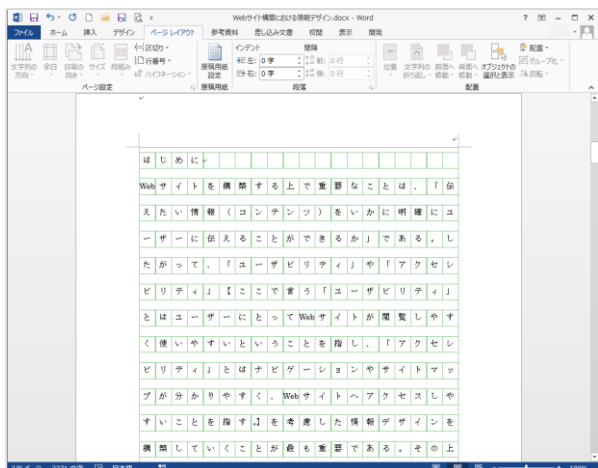 Webサイト構築における情報デザイン.docx - Word
ファイル ホーム 挿入 デザイン ページ レイアウト 参考資料 差し込み文書 校閲 表示 開発
文字列の方向 余白 印刷の向き サイズ 段組み
区切り
行番号
ハイフネーション
ページ設定
原稿用紙設定
原稿用紙
インデント 間隔
左: 0 字 前: 0 行
右: 0 字 後: 0 行
段落
位置 文字列の折り返し 前面へ移動 背面へ移動 オブジェクトの選択と表示
配置
グループ化
回転
配置
はじめに
Webサイトを構築する上で重要なことは、「伝
えたい情報(コンテンツ)をいかに明確にユ
ーザーに伝えることができるか」である。し
たがって、「ユーザビリティ」や「アクセシ
ビリティ」【ここで言う「ユーザビリティ」
とはユーザーにとってWebサイトが閲覧しやす
く使いやすいということを指し、「アクセシ
ビリティ」とはナビゲーションやサイトマッ
プが分かりやすく、Webサイトへアクセスしや
すいことを指す。】を考慮した情報デザインを
構築していくことが最も重要である。その上
日本語
100%